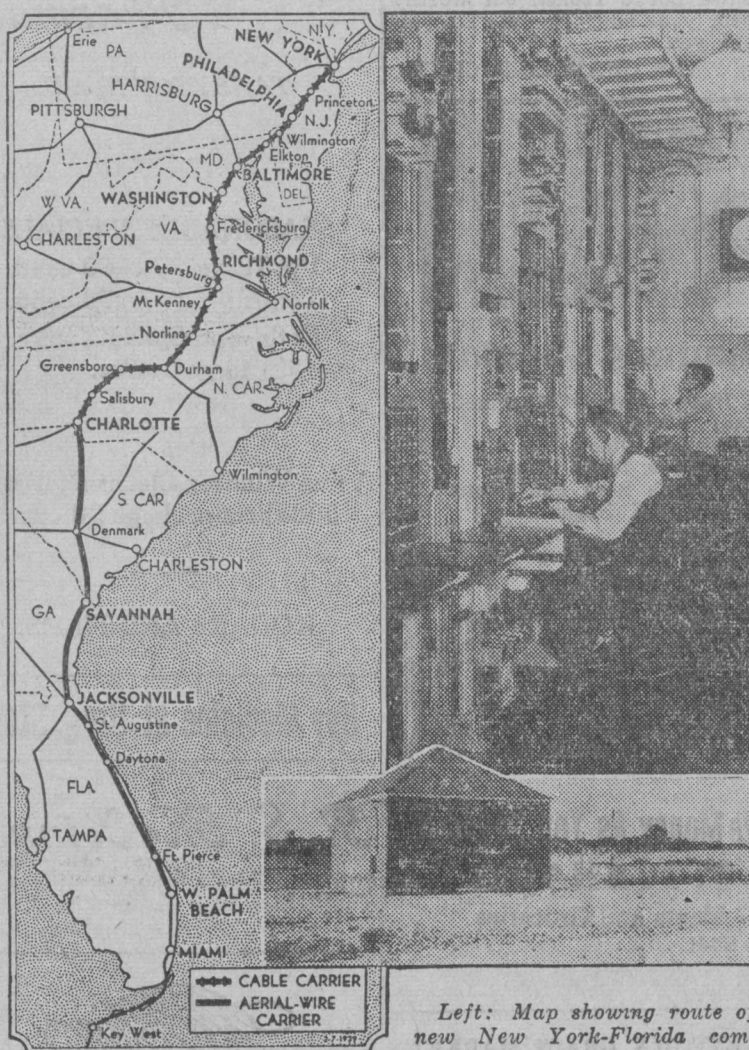 Erie
PA.
N.Y.
NEW YORK
PHILADELPHIA
HARRISBURG
PITTSBURGH
Princeton
N.J.
Wilmington
Elkton
MD.
BALTIMORE
WASHINGTON
DEL.
W. VA.
VA.
Fredericksburg
CHARLESTON
RICHMOND
Petersburg
McKenney
Norfolk
Norlina
Greensboro
Durham
N. CAR.
Salisbury
CHARLOTTE
Wilmington
S CAR
Denmark
CHARLESTON
GA.
SAVANNAH
JACKSONVILLE
St. Augustine
Daytona
FLA
TAMPA
Ft. Pierce
W. PALM
BEACH
MIAMI
CABLE CARRIER
AERIAL-WIRE
CARRIER
Key West
Left: Map showing route of
new New York-Florida com